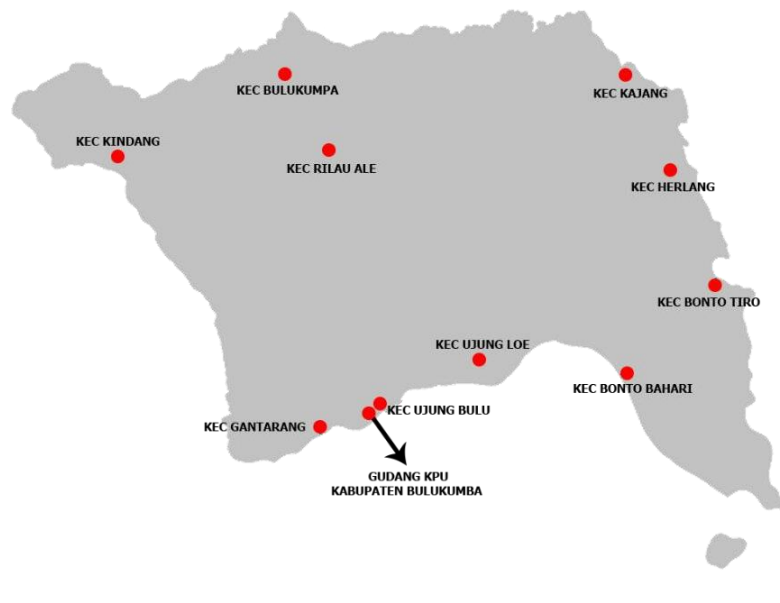 KEC BULUKUMPA
KEC KAJANG
KEC KINDANG
KEC RILAU ALE
KEC HERLANG
KEC BONTO TIRO
KEC UJUNG LOE
KEC BONTO BAHARI
KEC UJUNG BULU
KEC GANTARANG
GUDANG KPU
KABUPATEN BULUKUMBA